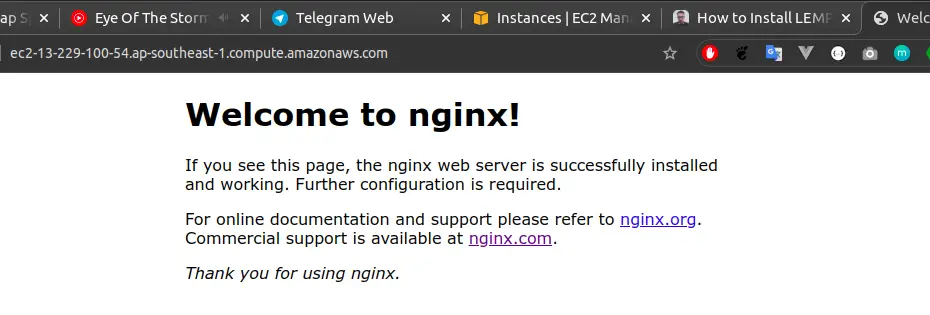 ap Sp Eye Of The Storm Telegram Web Instances | EC2 Man How to Install LEMP Welc
ec2-13-229-100-54.ap-southeast-1.compute.amazonaws.com
Welcome to nginx!
If you see this page, the nginx web server is successfully installed
and working. Further configuration is required.
For online documentation and support please refer to nginx.org.
Commercial support is available at nginx.com.
Thank you for using nginx.